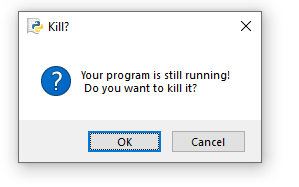 Kill?
Your program is still running!
Do you want to kill it?
OK
Cancel